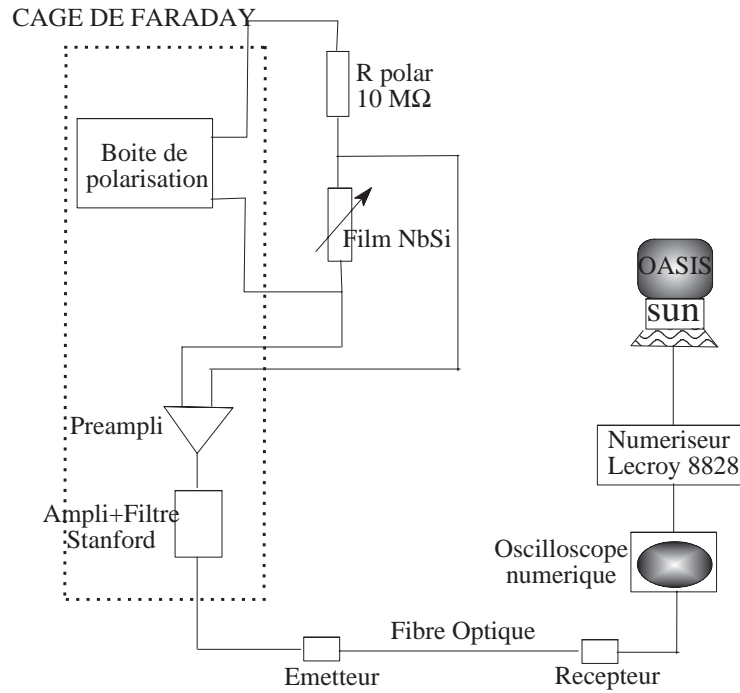 CAGE DE FARADAY
R polar
10 MΩ
Boite de
polarisation
Film NbSi
OASIS
sun
Preampli
Numeriseur
Lecroy 8828
Ampli+Filtre
Stanford
Oscilloscope
numerique
Fibre Optique
Emetteur
Recepteur